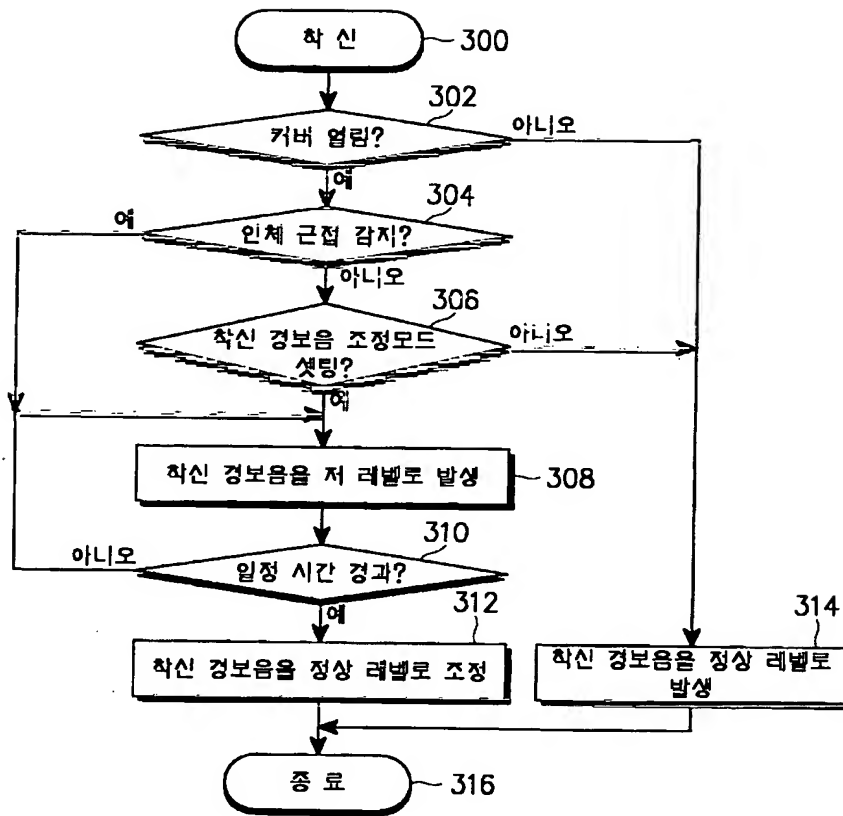 착 신
300
302
커버 열림?
아니오
예
304
예
인체 근접 감지?
아니오
306
착신 경보음 조정모드
셋팅?
아니오
예
착신 경보음을 저 레벨로 발생
308
310
아니오
일정 시간 경과?
예
312
314
착신 경보음을 정상 레벨로 조정
착신 경보음을 정상 레벨로
발생
종 료
316